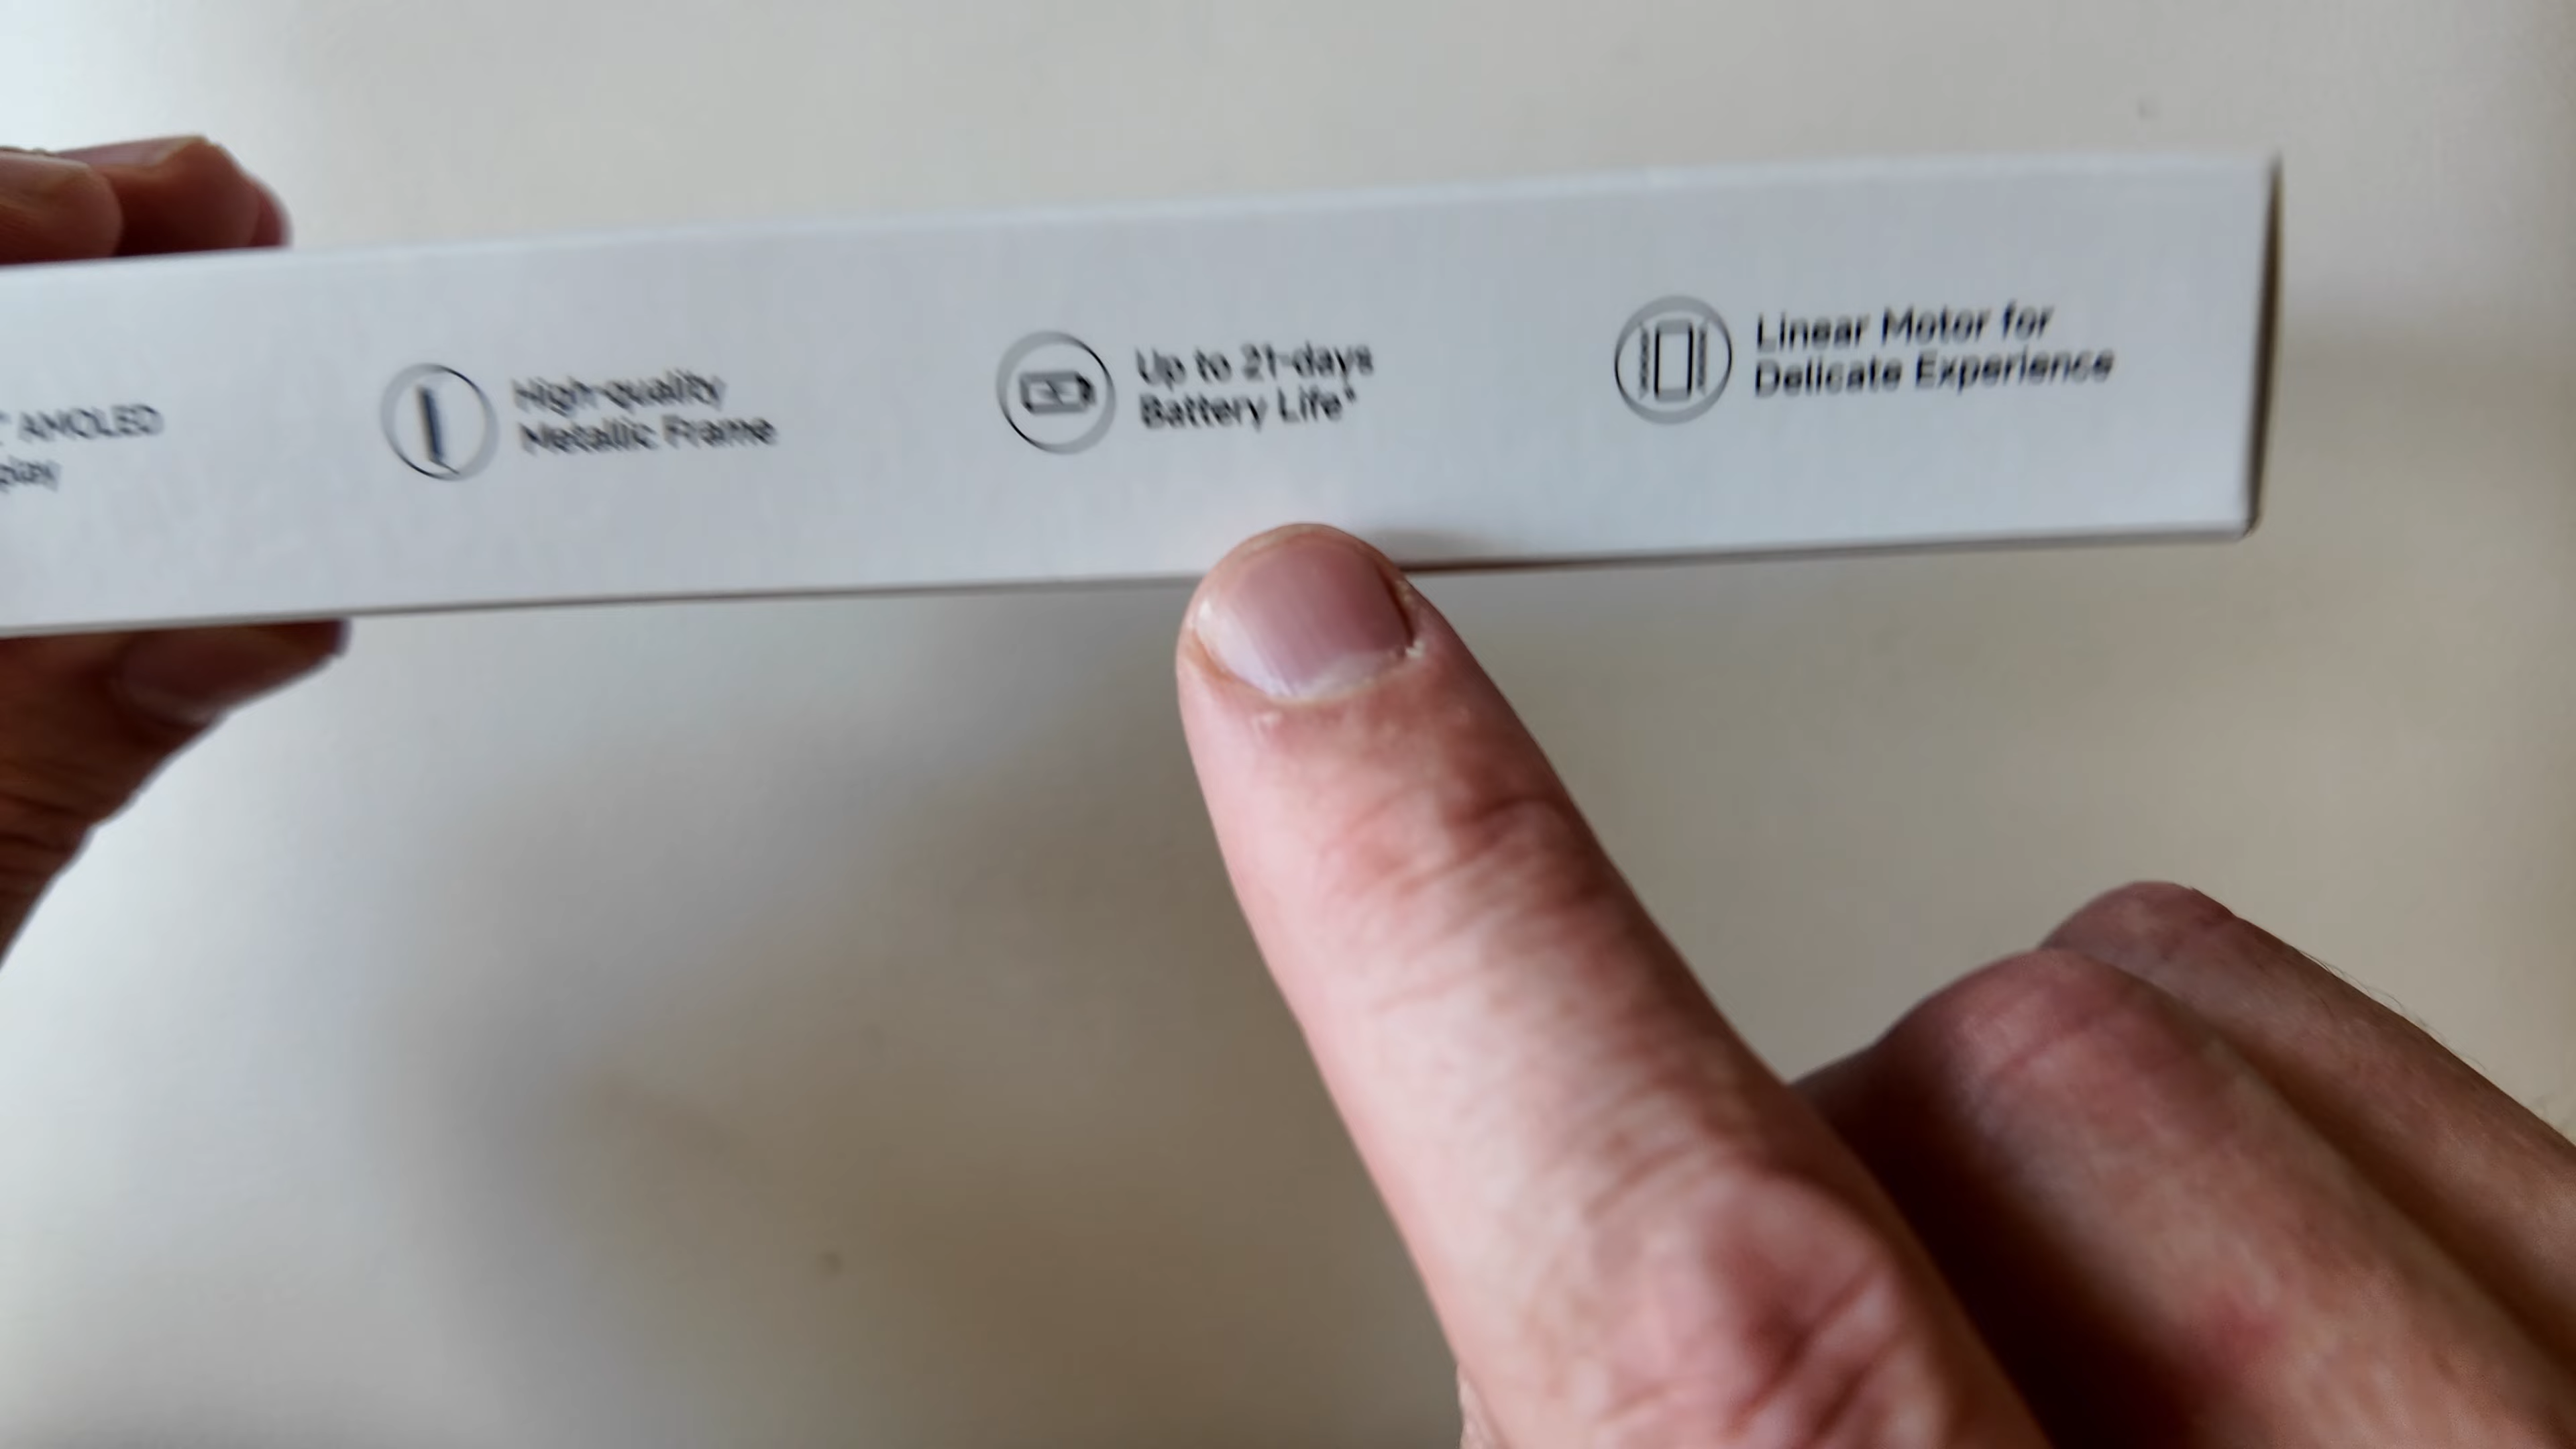 AMOLED
High-quality
Metallic Frame
Up to 21-days
Battery Life*
Linear Motor for
Delicate Experience